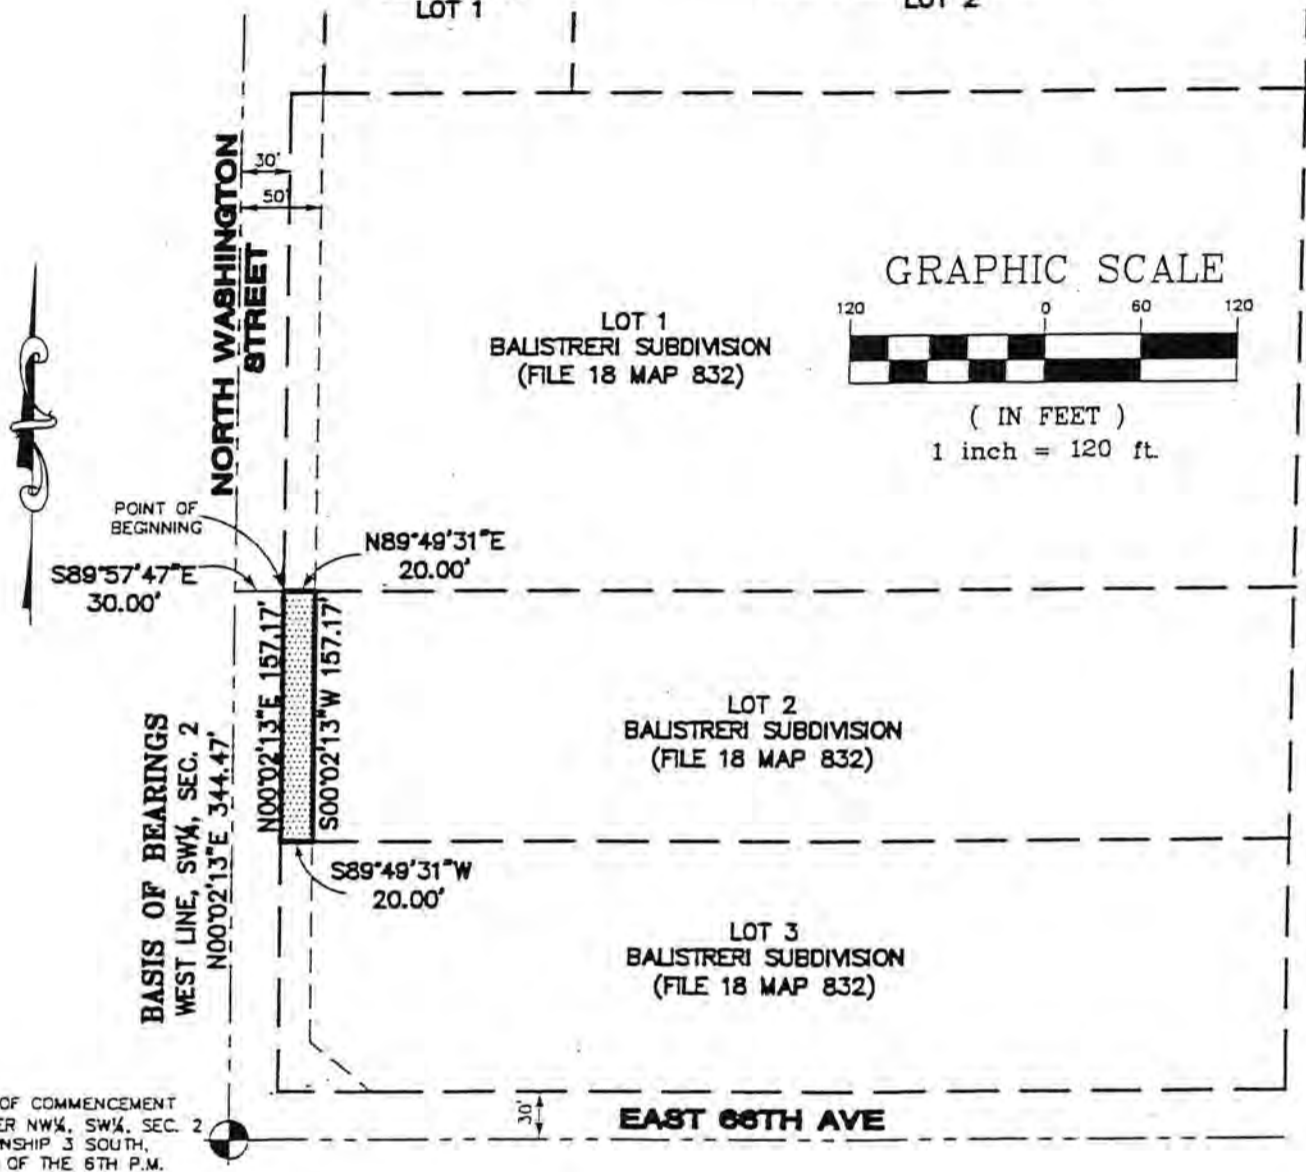 LOT 1
LOT 2
30'
50'
NORTH WASHINGTON
STREET
GRAPHIC SCALE
120 0 60 120
( IN FEET )
1 inch = 120 ft.
LOT 1
BALISTRERI SUBDIVISION
(FILE 18 MAP 832)
POINT OF
BEGINNING
N89°49'31"E
20.00'
S89°57'47"E
30.00'
N00°02'13"E 157.17'
S00°02'13"W 157.17'
LOT 2
BALISTRERI SUBDIVISION
(FILE 18 MAP 832)
BASIS OF BEARINGS
WEST LINE, SW¼, SEC. 2
N00°02'13"E 344.47'
S89°49'31"W
20.00'
LOT 3
BALISTRERI SUBDIVISION
(FILE 18 MAP 832)
30'
EAST 66TH AVE
OF COMMENCEMENT
NW¼, SW¼, SEC. 2
3 SOUTH,
OF THE 6TH P.M.